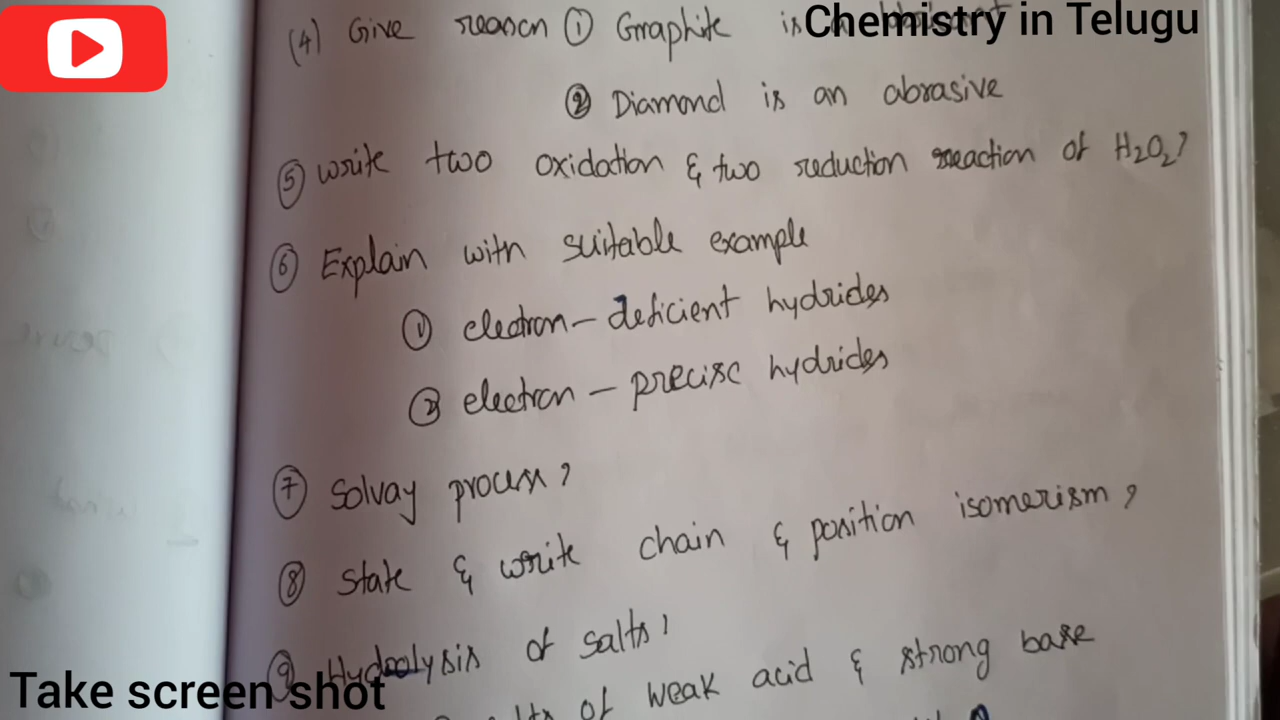 Chemistry in Telugu
(4) Give reason ① Graphite is a
② Diamond is an abrasive
⑤ write two oxidation & two reduction reaction of H₂O₂?
⑥ Explain with suitable example
① electron - deficient hydrides
② electron - precise hydrides
⑦ Solvay process?
⑧ State & write chain & position isomerism?
⑨ Hydrolysis of salts?
of weak acid & strong base
Take screen shot